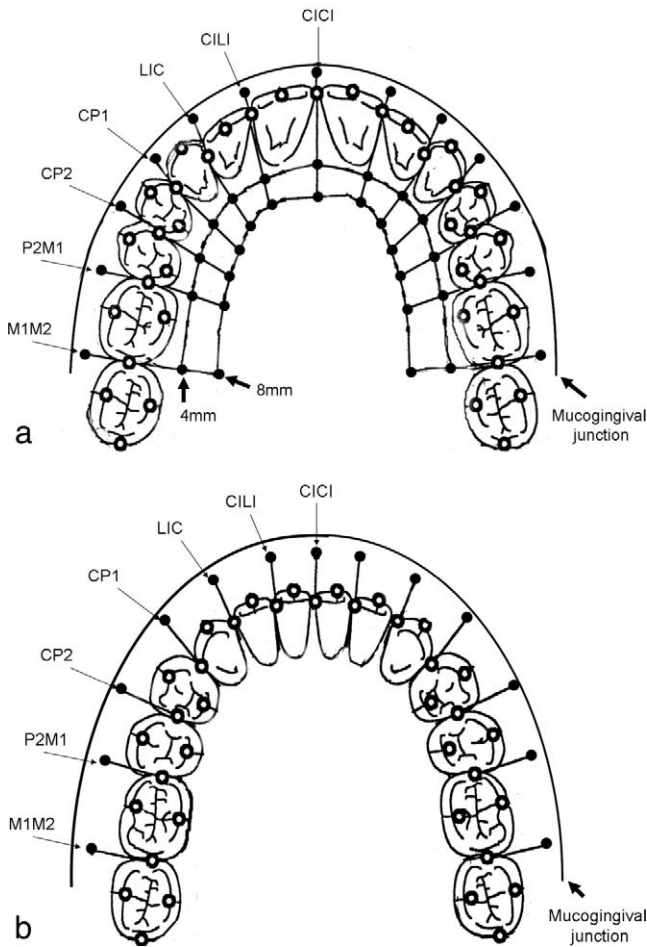 CICI
CILI
LIC
CP1
CP2
P2M1
M1M2
4mm
8mm
Mucogingival
junction
a
CICI
CILI
LIC
CP1
CP2
P2M1
M1M2
Mucogingival
junction
b